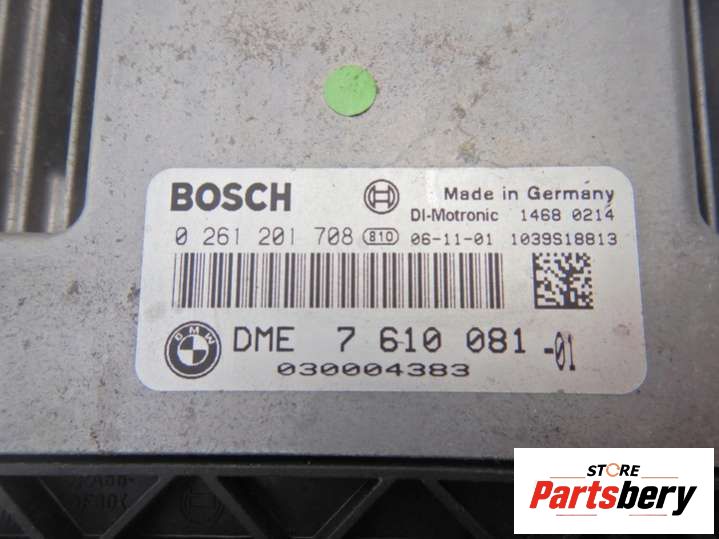 BOSCH
Made in Germany
DI-Motronic 1468 0214
0 261 201 708 810 06-11-01 1039S18813
BMW
DME 7 610 081 -01
030004383
STORE
Partsbery